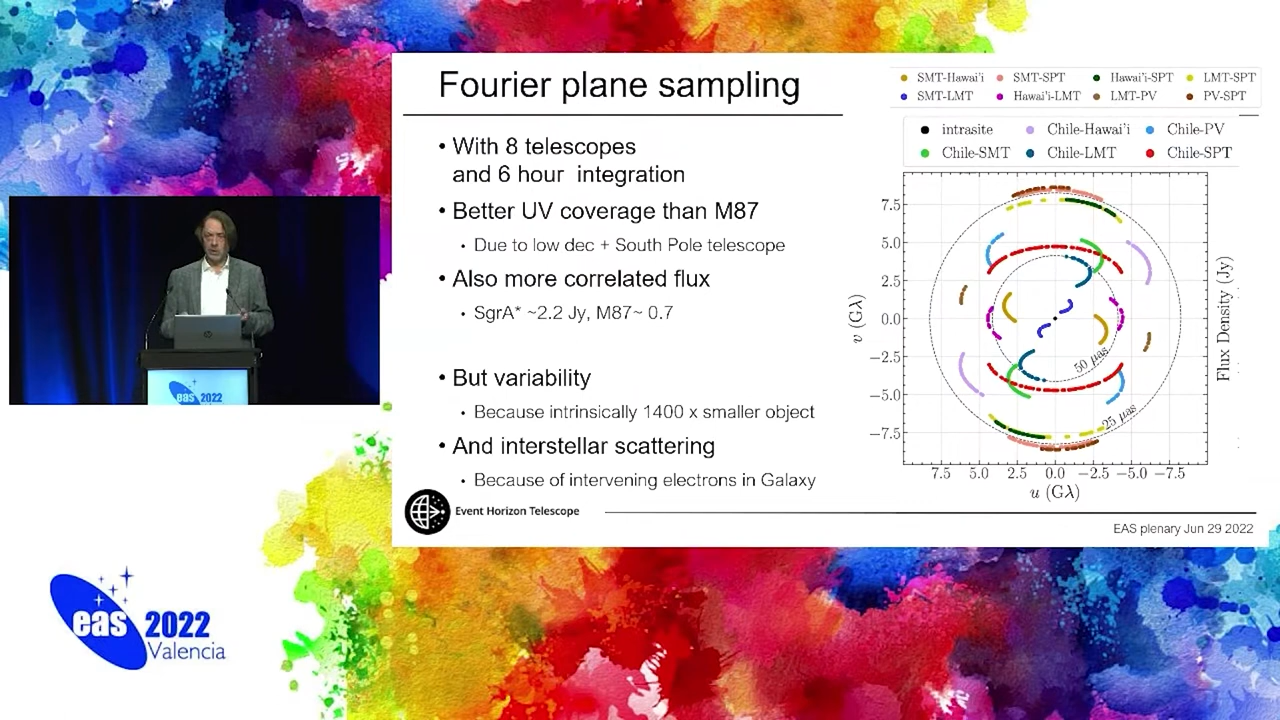 Fourier plane sampling
• With 8 telescopes
and 6 hour integration
• Better UV coverage than M87
• Due to low dec + South Pole telescope
• Also more correlated flux
• SgrA* ~2.2 Jy, M87~ 0.7
• But variability
• Because intrinsically 1400 x smaller object
• And interstellar scattering
• Because of intervening electrons in Galaxy
Event Horizon Telescope
EAS plenary Jun 29 2022
SMT-Hawai'i SMT-SPT Hawai'i-SPT LMT-SPT
SMT-LMT Hawai'i-LMT LMT-PV PV-SPT
intrasite Chile-Hawai'i Chile-PV
Chile-SMT Chile-LMT Chile-SPT
7.5
5.0
2.5
0.0
−2.5
−5.0
−7.5
v (Gλ)
50 μas
25 μas
7.5 5.0 2.5 0.0 −2.5 −5.0 −7.5
u (Gλ)
Flux Density (Jy)
eas 2022
eas 2022
Valencia